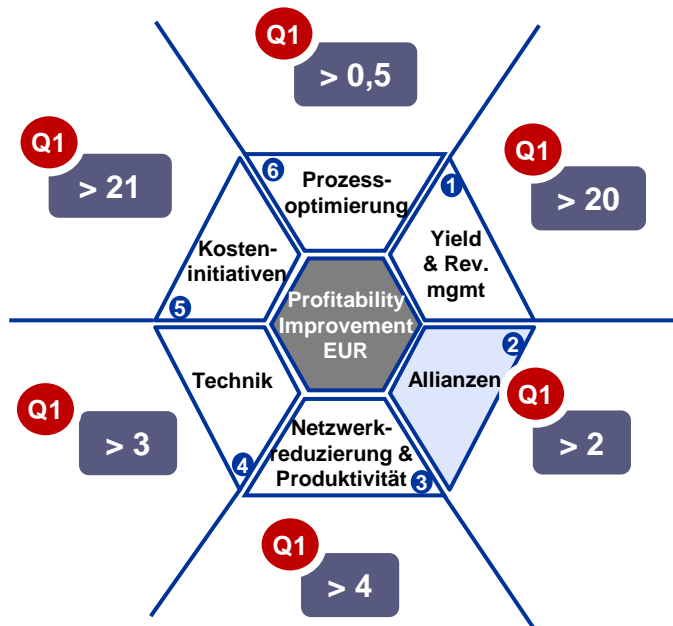 Q1
> 0,5
Q1
> 21
Q1
> 20
6
Prozess-
optimierung
1
Yield
& Rev.
mgmt
Kosten-
initiativen
5
Profitability
Improvement
EUR
2
Allianzen
Technik
4
Netzwerk-
reduzierung &
Produktivität
3
Q1
> 3
Q1
> 2
Q1
> 4